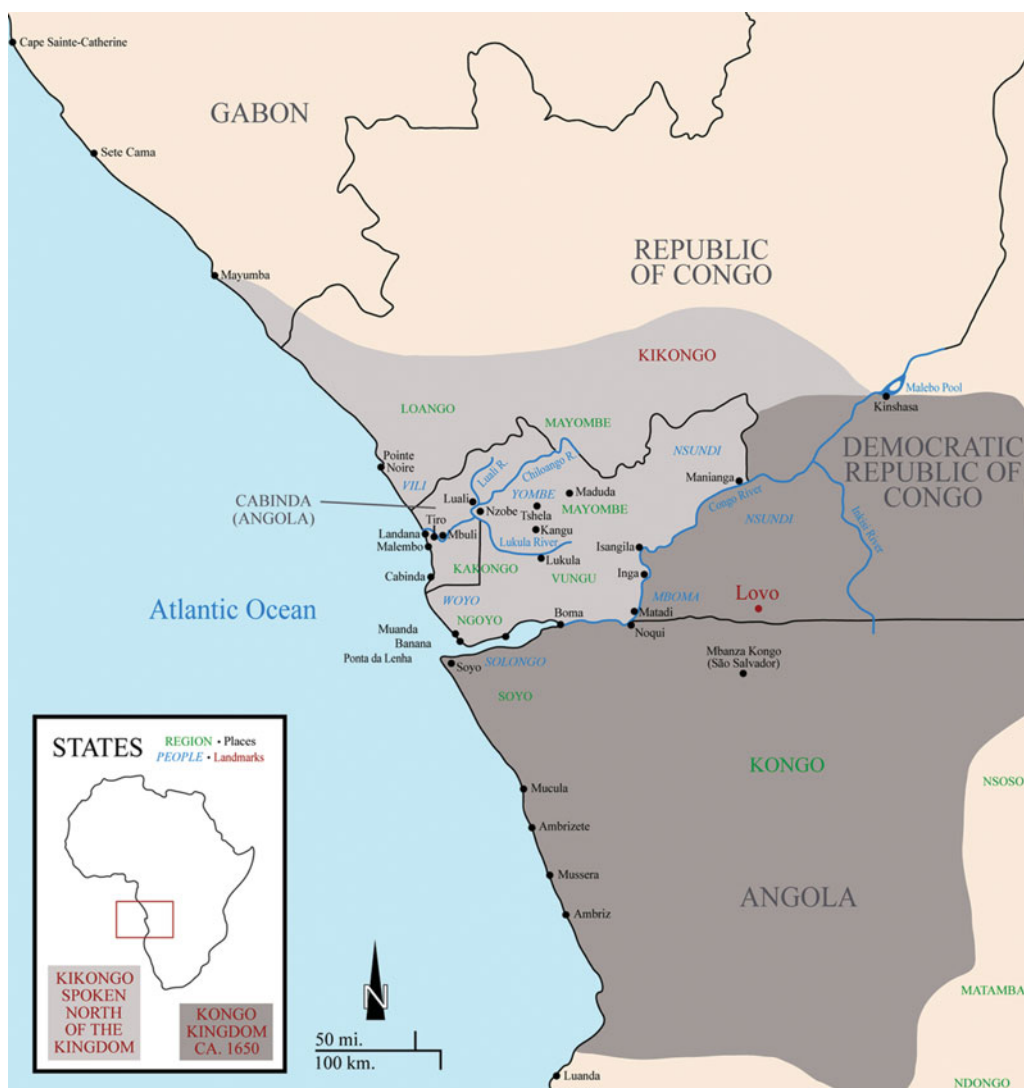 Cape Sainte-Catherine
GABON
Sete Cama
REPUBLIC
OF CONGO
Mayumba
KIKONGO
Malebo Pool
Kinshasa
LOANGO
MAYOMBE
DEMOCRATIC
REPUBLIC OF
CONGO
NSUNDI
Pointe
Noire
VILI
Luali R.
Chiloango R.
Manianga
Congo River
CABINDA
(ANGOLA)
Luali
YOMBE
Maduda
MAYOMBE
NSUNDI
Nzobe
Tshela
Inkisi River
Tiro
Landana
Mbuli
Kangu
Malembo
Lukula River
Isangila
Lukula
KAKONGO
VUNGU
Inga
Cabinda
Atlantic Ocean
WOYO
MBOMA
Lovo
NGOYO
Boma
Matadi
Noqui
Muanda
Banana
Ponta da Lenha
Soyo
SOLONGO
Mbanza Kongo
(São Salvador)
SOYO
KONGO
NSOSO
Mucula
Ambrizete
Mussera
ANGOLA
Ambriz
MATAMBA
Luanda
NDONGO
STATES
REGION • Places
PEOPLE • Landmarks
KIKONGO
SPOKEN
NORTH
OF THE
KINGDOM
KONGO
KINGDOM
CA. 1650
N
50 mi.
100 km.